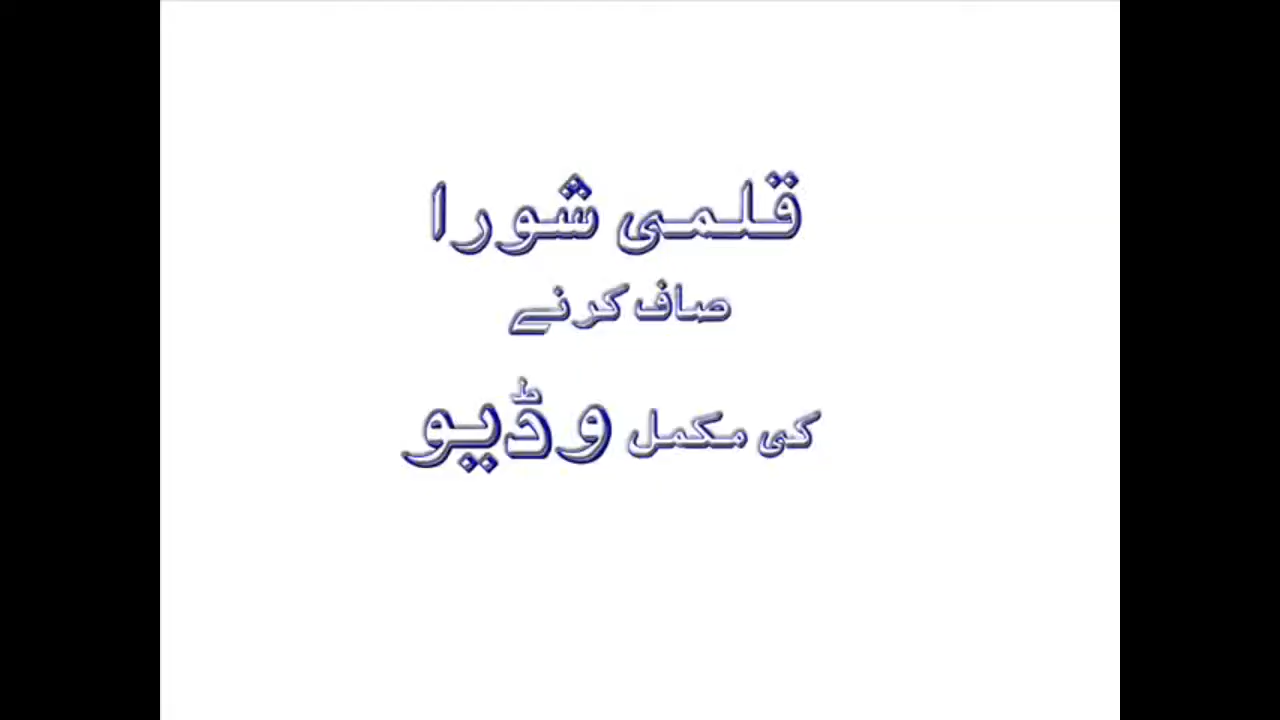 قلمی شورا
صاف کرنے
کی مکمل وڈیو